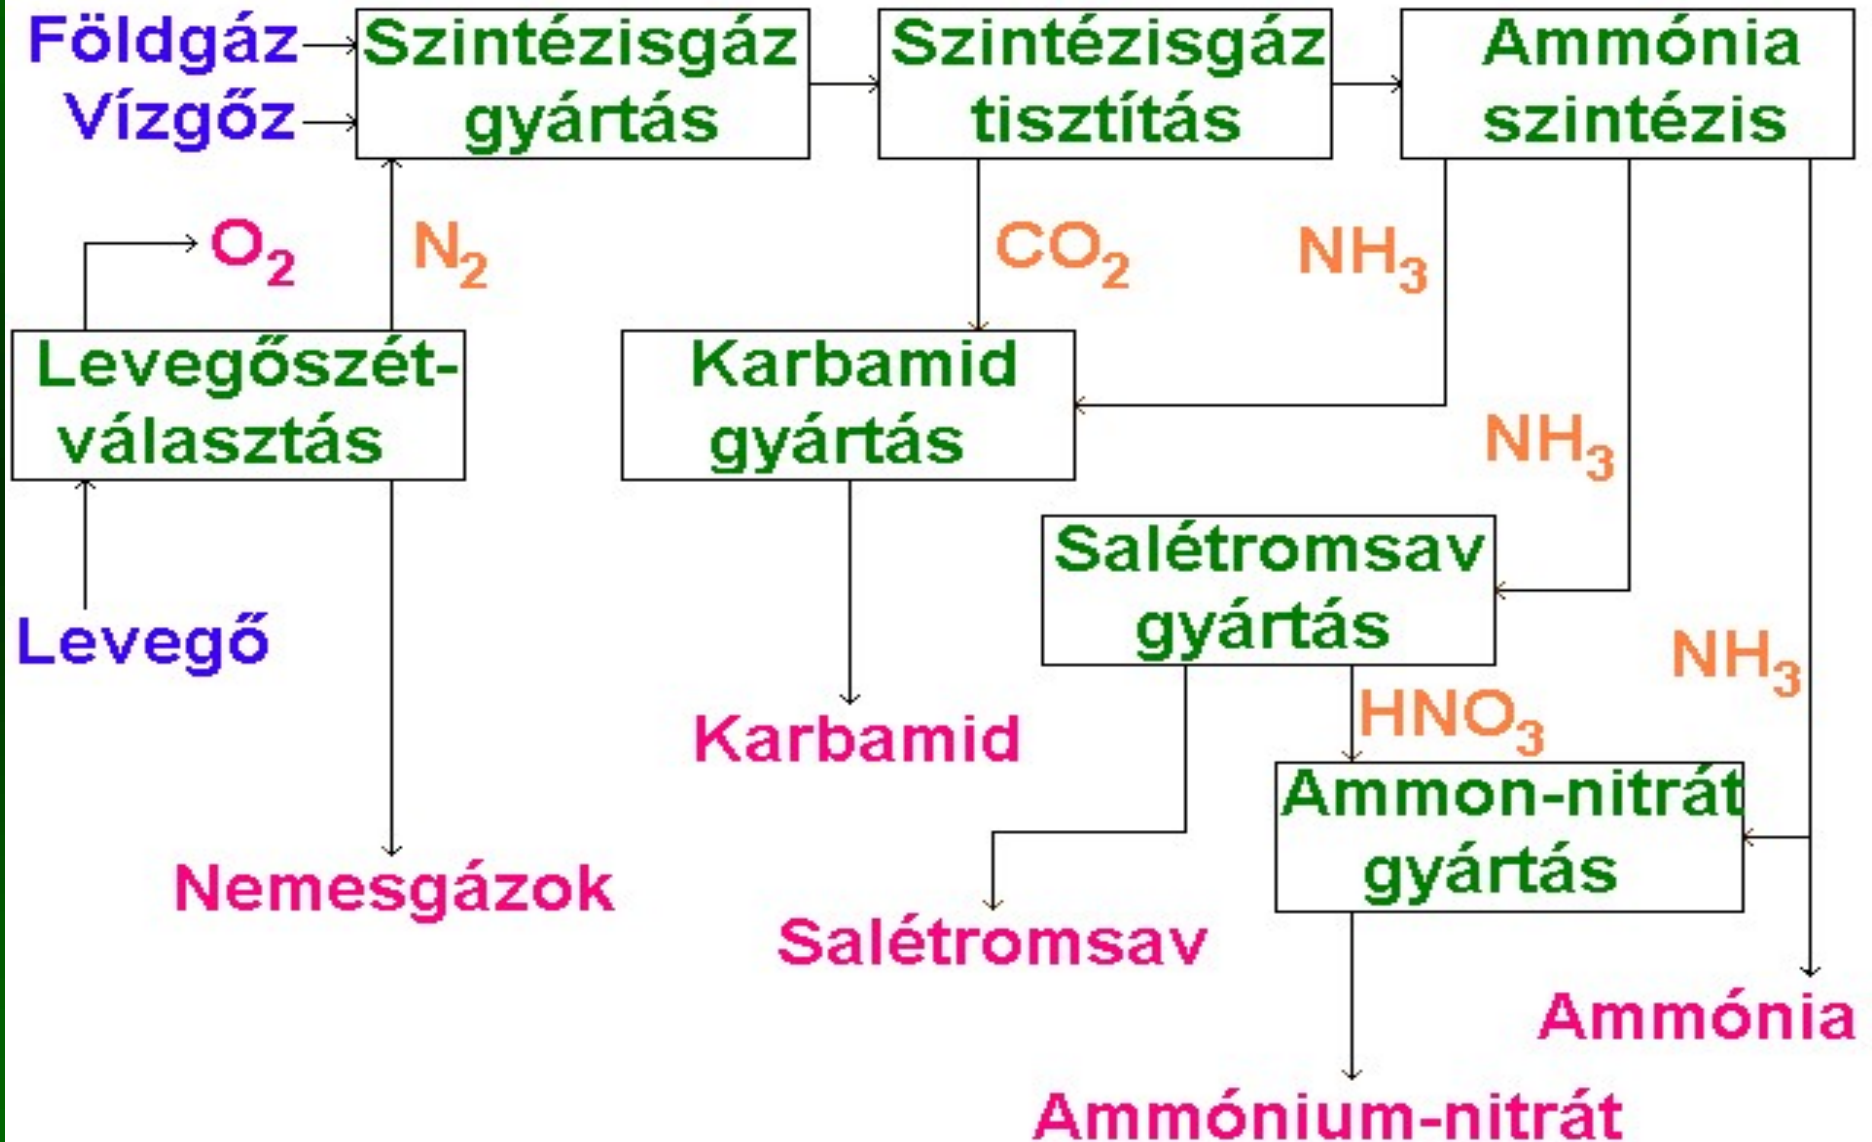 Földgáz
Vízgőz
Szintézisgáz
gyártás
Szintézisgáz
tisztítás
Ammónia
szintézis
O₂
N₂
CO₂
NH₃
Levegőszét-
választás
Karbamid
gyártás
NH₃
Levegő
Salétromsav
gyártás
NH₃
Karbamid
HNO₃
Ammon-nitrát
gyártás
Nemesgázok
Salétromsav
Ammónia
Ammónium-nitrát